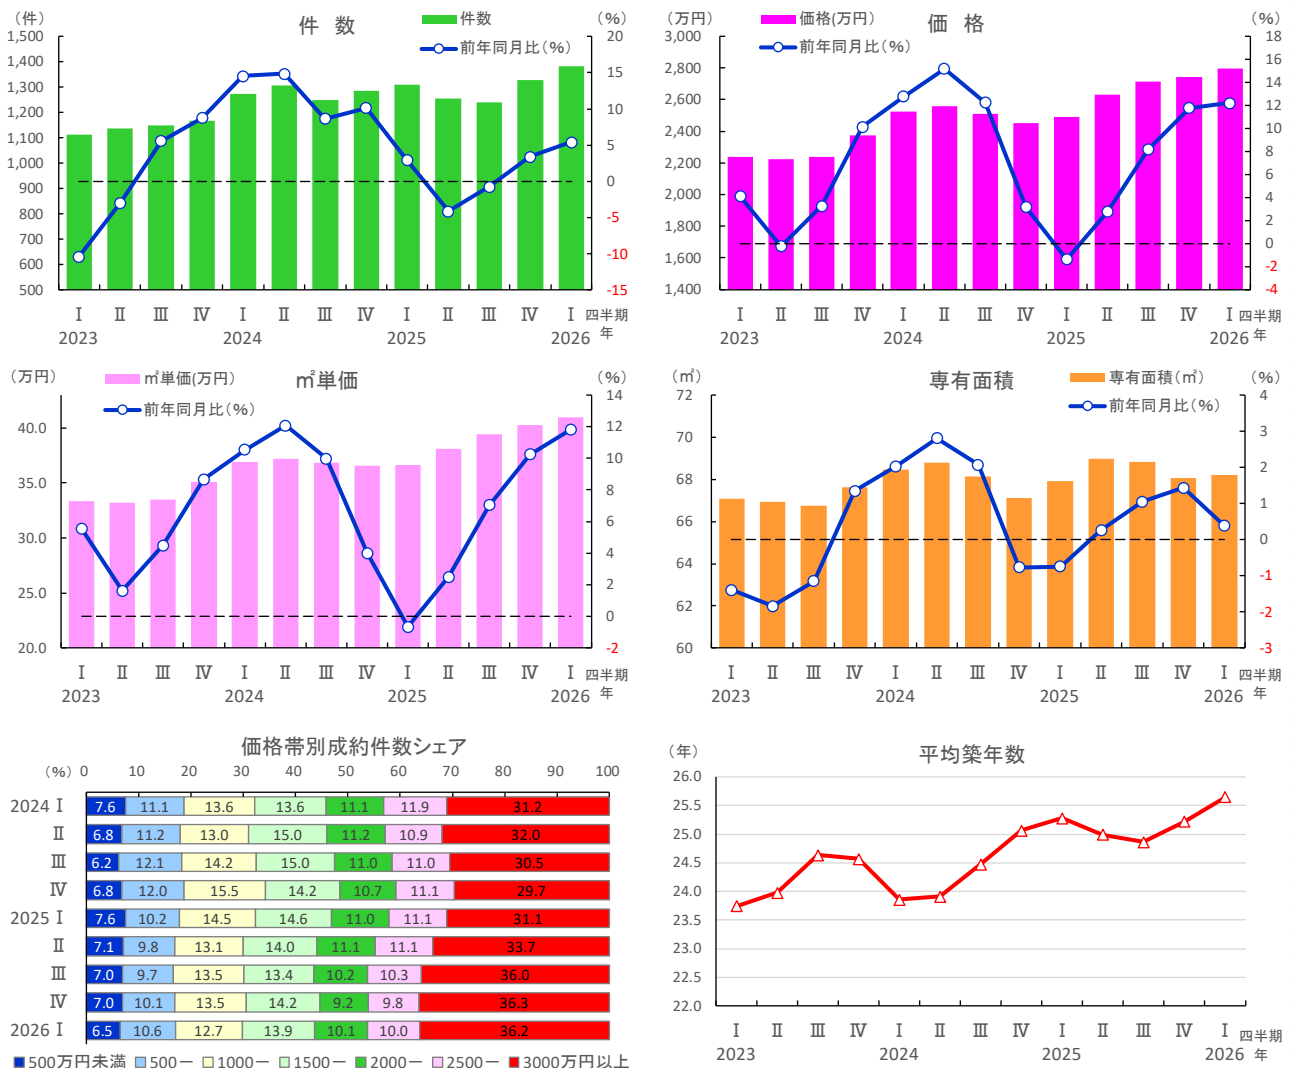 件 数
(件)
(%)
件数
前年同月比(%)
1,500
1,400
1,300
1,200
1,100
1,000
900
800
700
600
500
20
15
10
5
0
-5
-10
-15
Ⅰ Ⅱ Ⅲ Ⅳ Ⅰ Ⅱ Ⅲ Ⅳ Ⅰ Ⅱ Ⅲ Ⅳ Ⅰ 四半期
2023 2024 2025 2026 年
価 格
(万円)
(%)
価格(万円)
前年同月比(%)
3,000
2,800
2,600
2,400
2,200
2,000
1,800
1,600
1,400
18
16
14
12
10
8
6
4
2
0
-2
-4
Ⅰ Ⅱ Ⅲ Ⅳ Ⅰ Ⅱ Ⅲ Ⅳ Ⅰ Ⅱ Ⅲ Ⅳ Ⅰ 四半期
2023 2024 2025 2026 年
㎡単価
(万円)
(%)
㎡単価(万円)
前年同月比(%)
40.0
35.0
30.0
25.0
20.0
14
12
10
8
6
4
2
0
-2
Ⅰ Ⅱ Ⅲ Ⅳ Ⅰ Ⅱ Ⅲ Ⅳ Ⅰ Ⅱ Ⅲ Ⅳ Ⅰ 四半期
2023 2024 2025 2026 年
専有面積
(㎡)
(%)
専有面積(㎡)
前年同月比(%)
72
70
68
66
64
62
60
4
3
2
1
0
-1
-2
-3
Ⅰ Ⅱ Ⅲ Ⅳ Ⅰ Ⅱ Ⅲ Ⅳ Ⅰ Ⅱ Ⅲ Ⅳ Ⅰ 四半期
2023 2024 2025 2026 年
価格帯別成約件数シェア
(%) 0 10 20 30 40 50 60 70 80 90 100
2024 Ⅰ 7.6 11.1 13.6 13.6 11.1 11.9 31.2
Ⅱ 6.8 11.2 13.0 15.0 11.2 10.9 32.0
Ⅲ 6.2 12.1 14.2 15.0 11.0 11.0 30.5
Ⅳ 6.8 12.0 15.5 14.2 10.7 11.1 29.7
2025 Ⅰ 7.6 10.2 14.5 14.6 11.0 11.1 31.1
Ⅱ 7.1 9.8 13.1 14.0 11.1 11.1 33.7
Ⅲ 7.0 9.7 13.5 13.4 10.2 10.3 36.0
Ⅳ 7.0 10.1 13.5 14.2 9.2 9.8 36.3
2026 Ⅰ 6.5 10.6 12.7 13.9 10.1 10.0 36.2
500万円未満 500ー 1000ー 1500ー 2000ー 2500ー 3000万円以上
平均築年数
(年)
26.0
25.5
25.0
24.5
24.0
23.5
23.0
22.5
22.0
Ⅰ Ⅱ Ⅲ Ⅳ Ⅰ Ⅱ Ⅲ Ⅳ Ⅰ Ⅱ Ⅲ Ⅳ Ⅰ 四半期
2023 2024 2025 2026 年